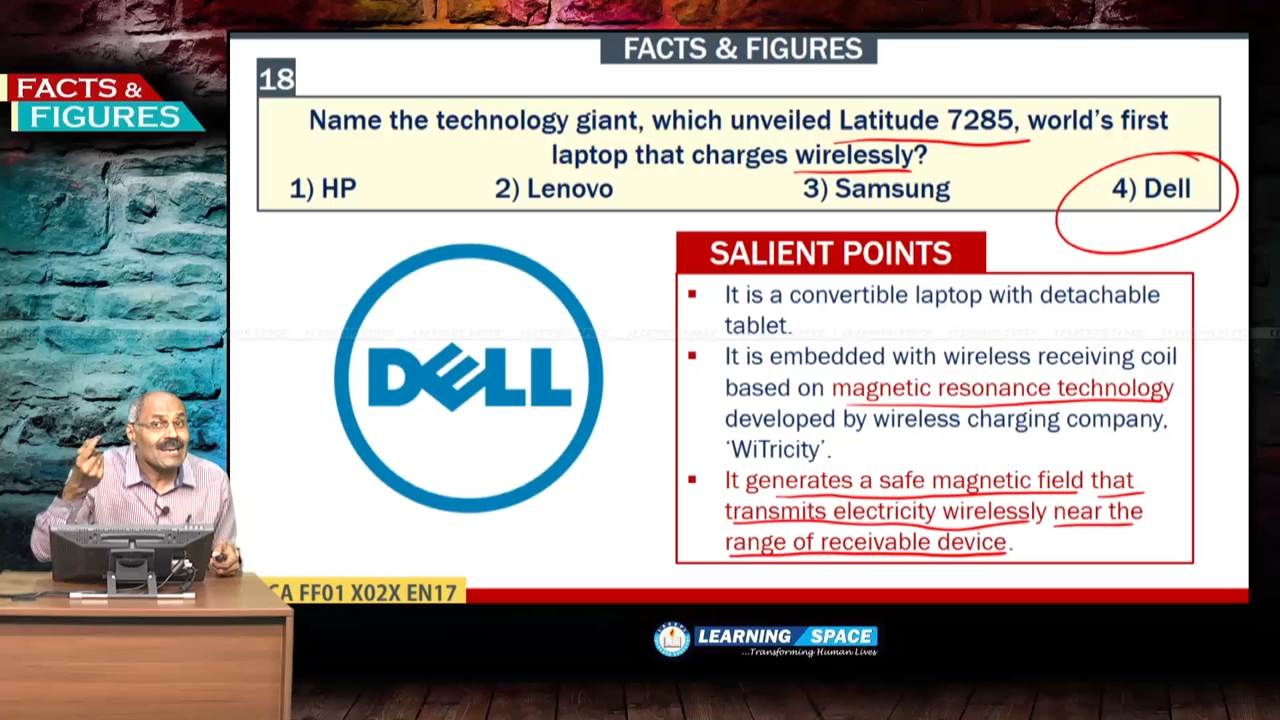 FACTS & FIGURES
FACTS &
FIGURES
18
Name the technology giant, which unveiled Latitude 7285, world's first
laptop that charges wirelessly?
1) HP 2) Lenovo 3) Samsung 4) Dell
DELL
SALIENT POINTS
▪ It is a convertible laptop with detachable
tablet.
▪ It is embedded with wireless receiving coil
based on magnetic resonance technology
developed by wireless charging company,
‘WiTricity’.
▪ It generates a safe magnetic field that
transmits electricity wirelessly near the
range of receivable device.
CA FF01 X02X EN17
LEARNING SPACE
...Transforming Human Lives